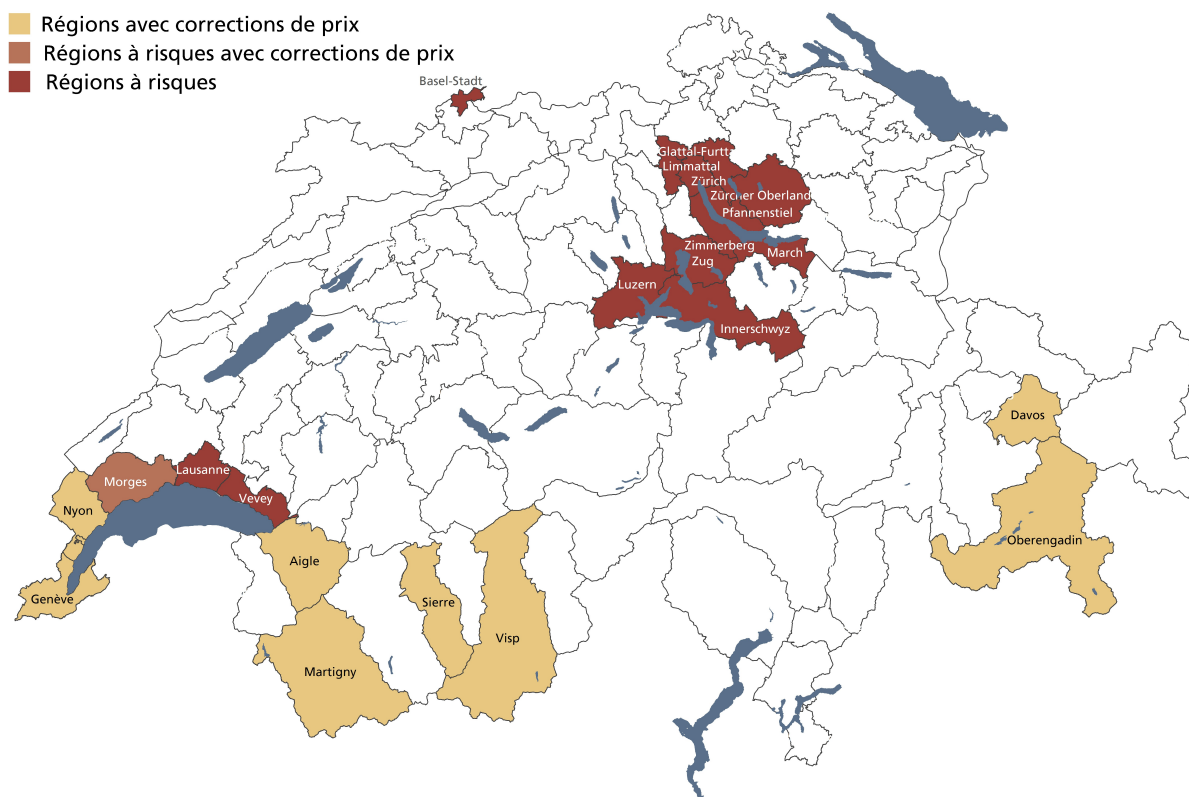 Régions avec corrections de prix
Régions à risques avec corrections de prix
Régions à risques
Basel-Stadt
Glattal-Furtt
Limmattal
Zürich
Zürcher Oberland
Pfannenstiel
Zimmerberg
March
Zug
Luzern
Innerschwyz
Davos
Lausanne
Morges
Vevey
Nyon
Oberengadin
Aigle
Genève
Sierre
Visp
Martigny